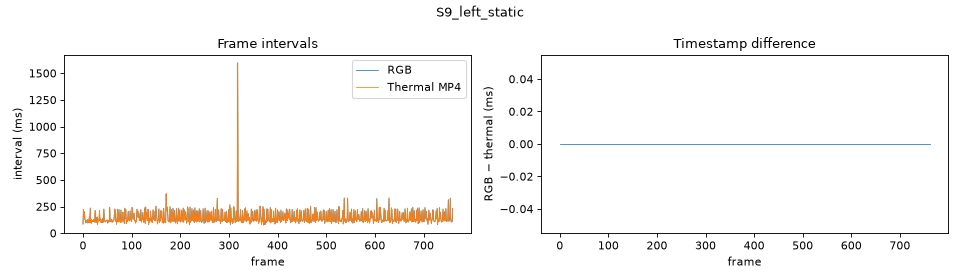 S9_left_static
Frame intervals
RGB
Thermal MP4
1500
1250
1000
750
500
250
0
interval (ms)
0 100 200 300 400 500 600 700
frame
Timestamp difference
0.04
0.02
0.00
−0.02
−0.04
RGB − thermal (ms)
0 100 200 300 400 500 600 700
frame